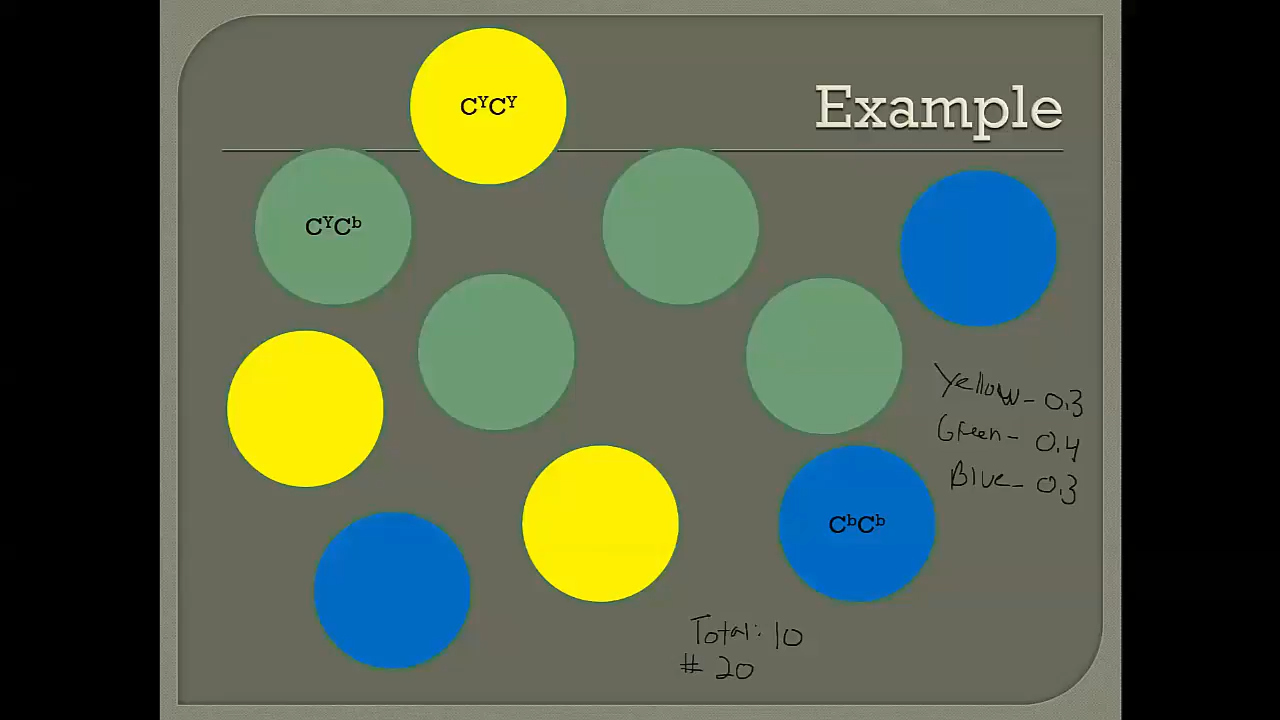 Example
CʸCʸ
CʸCᵇ
Yellow - 0.3
Green - 0.4
Blue - 0.3
CᵇCᵇ
Total: 10
# 20